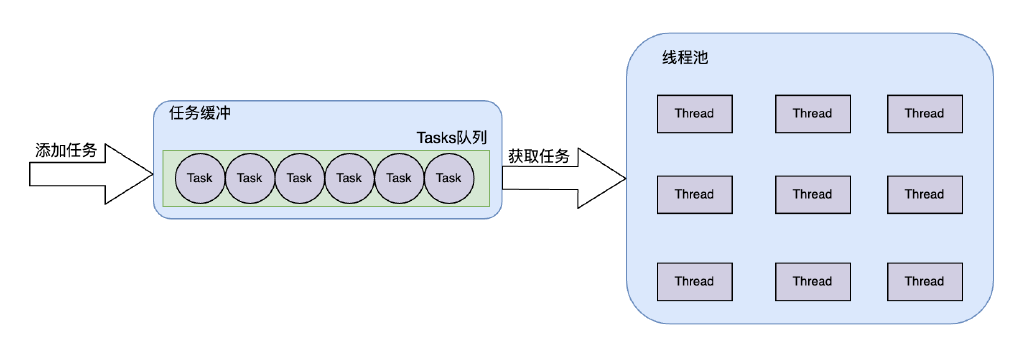 添加任务
任务缓冲
Tasks队列
Task Task Task Task Task Task
获取任务
线程池
Thread Thread Thread
Thread Thread Thread
Thread Thread Thread